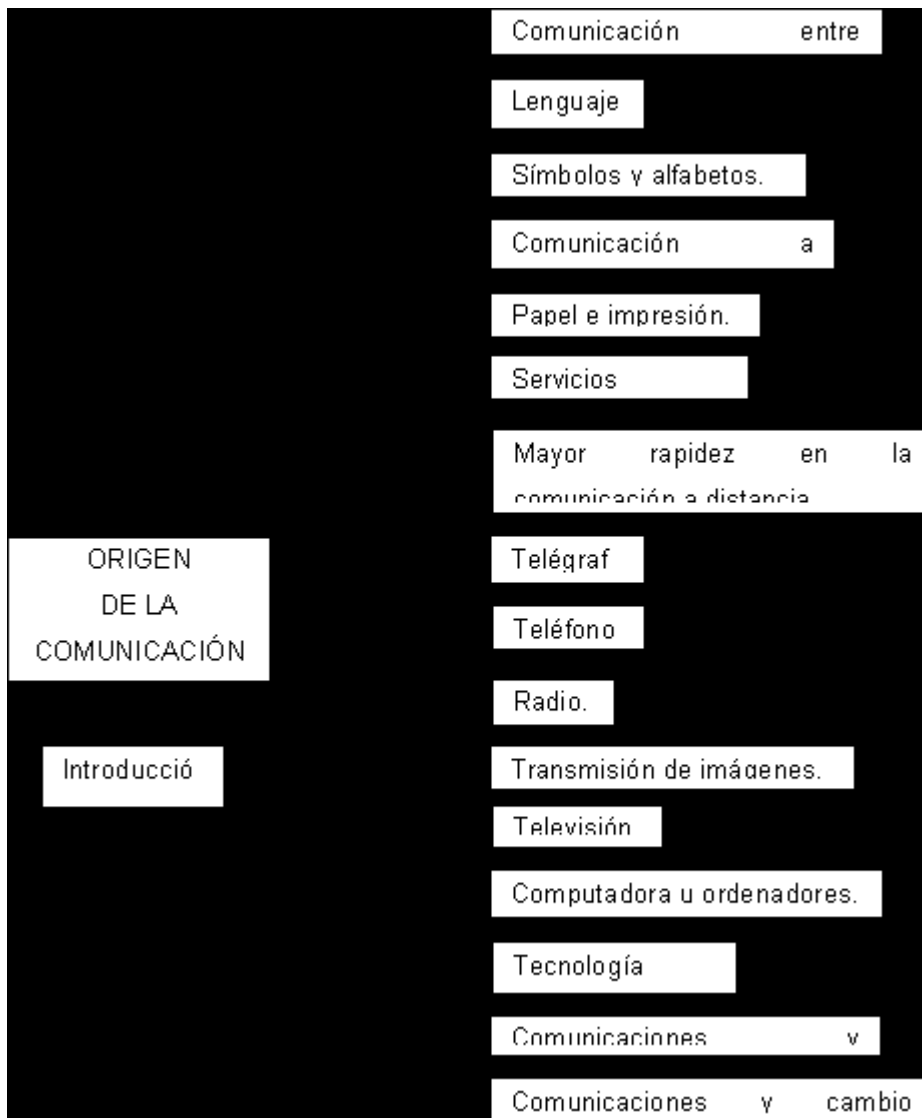 ORIGEN
DE LA
COMUNICACIÓN
Introducció
Comunicación entre
Lenguaje
Símbolos y alfabetos.
Comunicación a
Papel e impresión.
Servicios
Mayor rapidez en la
comunicación a distancia
Telégraf
Teléfono
Radio.
Transmisión de imágenes.
Televisión
Computadora u ordenadores.
Tecnología
Comunicaciones y
Comunicaciones y cambio